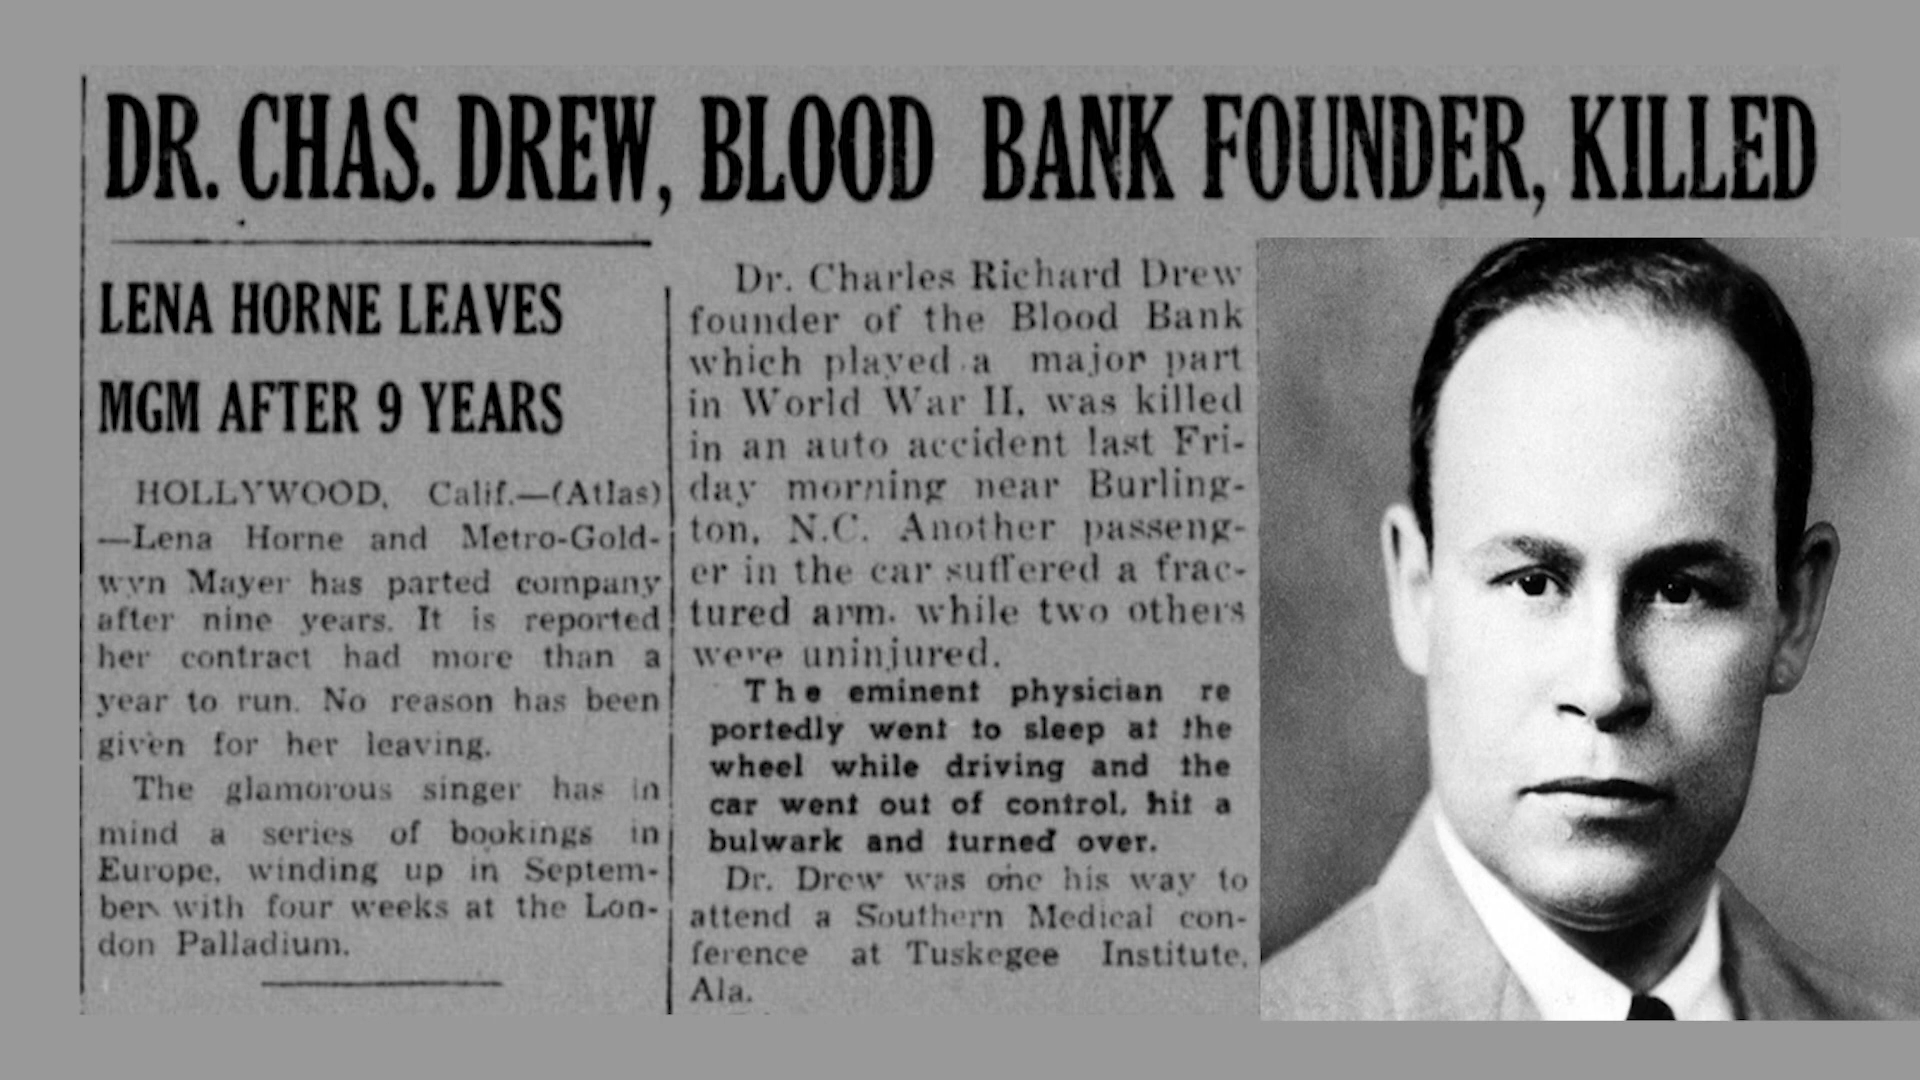 DR. CHAS. DREW, BLOOD BANK FOUNDER, KILLED
LENA HORNE LEAVES
MGM AFTER 9 YEARS
HOLLYWOOD, Calif.—(Atlas)
—Lena Horne and Metro-Gold-
wyn Mayer has parted company
after nine years. It is reported
her contract had more than a
year to run. No reason has been
given for her leaving.
The glamorous singer has in
mind a series of bookings in
Europe, winding up in Septem-
ber with four weeks at the Lon-
don Palladium.
Dr. Charles Richard Drew
founder of the Blood Bank
which played a major part
in World War II, was killed
in an auto accident last Fri-
day morning near Burling-
ton, N.C. Another passeng-
er in the car suffered a frac-
tured arm, while two others
were uninjured.
The eminent physician re
portedly went to sleep at the
wheel while driving and the
car went out of control, hit a
bulwark and turned over.
Dr. Drew was one his way to
attend a Southern Medical con-
ference at Tuskegee Institute,
Ala.